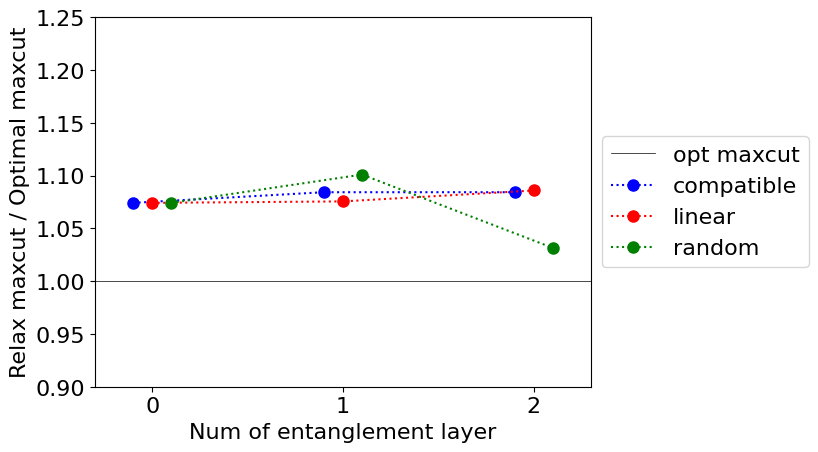 Relax maxcut / Optimal maxcut
1.25
1.20
1.15
1.10
1.05
1.00
0.95
0.90
0
1
2
Num of entanglement layer
opt maxcut
compatible
linear
random